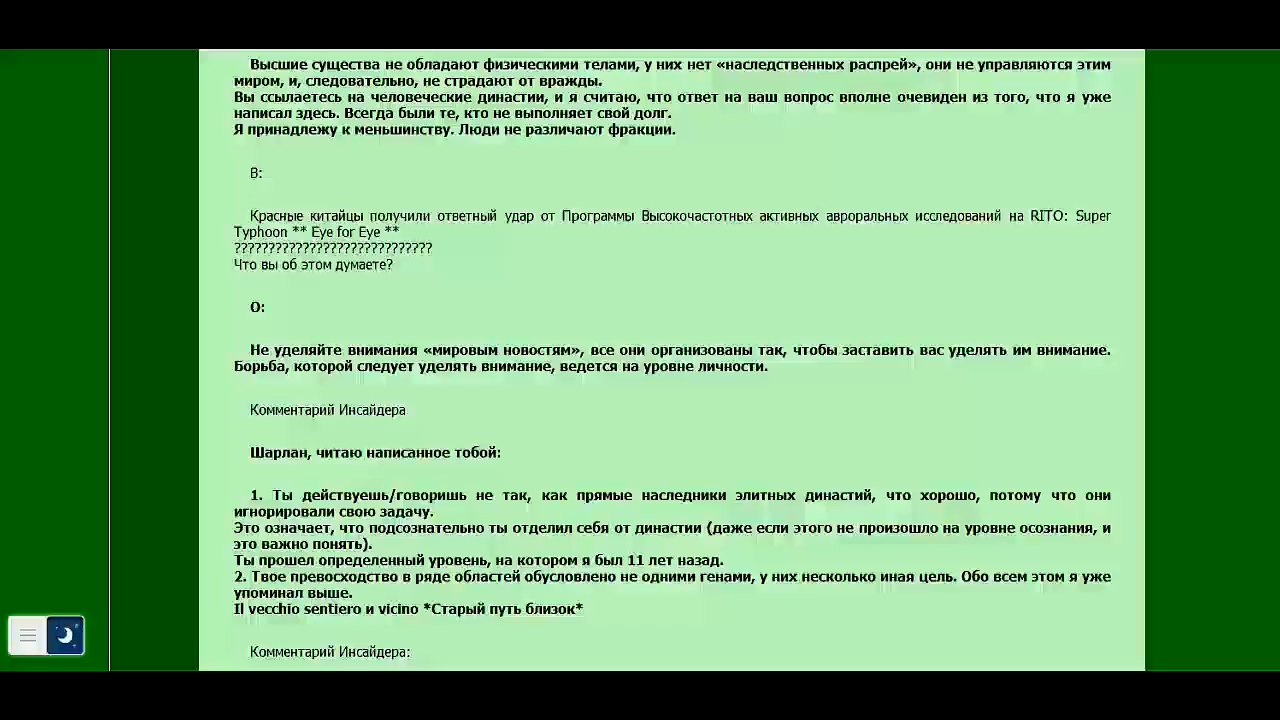 Высшие существа не обладают физическими телами, у них нет «наследственных распрей», они не управляются этим
миром, и, следовательно, не страдают от вражды.
Вы ссылаетесь на человеческие династии, и я считаю, что ответ на ваш вопрос вполне очевиден из того, что я уже
написал здесь. Всегда были те, кто не выполняет свой долг.
Я принадлежу к меньшинству. Люди не различают фракции.
В:
Красные китайцы получили ответный удар от Программы Высокочастотных активных авроральных исследований на RITO: Super
Typhoon ** Eye for Eye **
????????????????????????????
Что вы об этом думаете?
О:
Не уделяйте внимания «мировым новостям», все они организованы так, чтобы заставить вас уделять им внимание.
Борьба, которой следует уделять внимание, ведется на уровне личности.
Комментарий Инсайдера
Шарлан, читаю написанное тобой:
1. Ты действуешь/говоришь не так, как прямые наследники элитных династий, что хорошо, потому что они
игнорировали свою задачу.
Это означает, что подсознательно ты отделил себя от династии (даже если этого не произошло на уровне осознания, и
это важно понять).
Ты прошел определенный уровень, на котором я был 11 лет назад.
2. Твое превосходство в ряде областей обусловлено не одними генами, у них несколько иная цель. Обо всем этом я уже
упоминал выше.
Il vecchio sentiero и vicino *Старый путь близок*
Комментарий Инсайдера: